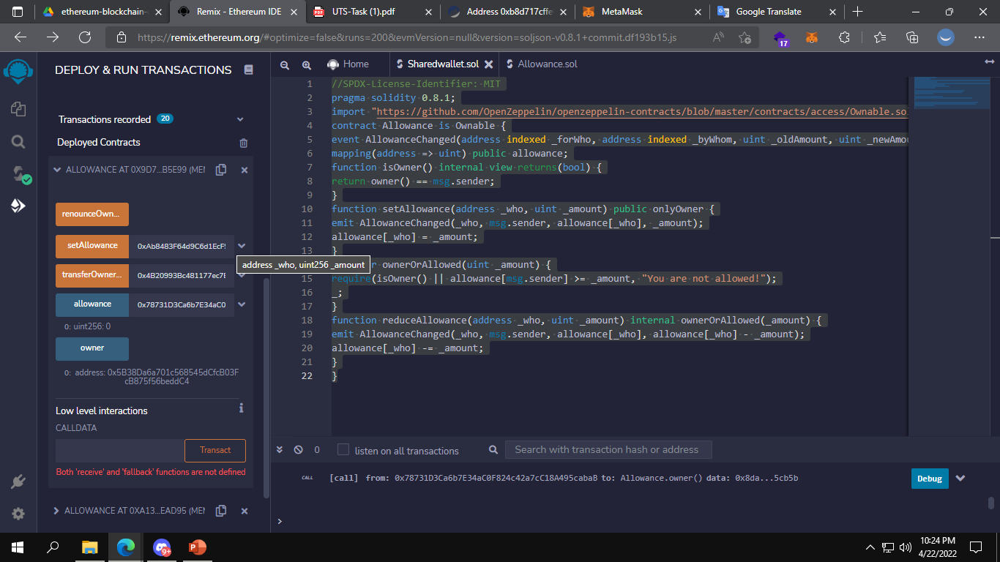 ethereum-blockchain-
Remix - Ethereum IDE
UTS-Task (1).pdf
Address 0xb8d717cffe
MetaMask
Google Translate
https://remix.ethereum.org/#optimize=false&runs=200&evmVersion=null&version=soljson-v0.8.1+commit.df193b15.js
17
DEPLOY & RUN TRANSACTIONS
Transactions recorded 20
Deployed Contracts
ALLOWANCE AT 0X9D7...B5E99 (MEM
renounceOwn...
setAllowance 0xAb8483F64d9C6d1EcF9
address _who, uint256 _amount
transferOwner... 0x4B20993Bc481177ec7E
allowance 0x78731D3Ca6b7E34aC0
0: uint256: 0
owner
0: address: 0x5B38Da6a701c568545dCfcB03F
cB875f56beddC4
Low level interactions
CALLDATA
Transact
Both 'receive' and 'fallback' functions are not defined
ALLOWANCE AT 0XA13...EAD95 (MEM
Home
Sharedwallet.sol
Allowance.sol
1 //SPDX-License-Identifier: MIT
2 pragma solidity 0.8.1;
3 import "https://github.com/OpenZeppelin/openzeppelin-contracts/blob/master/contracts/access/Ownable.so
4 contract Allowance is Ownable {
5 event AllowanceChanged(address indexed _forWho, address indexed _byWhom, uint _oldAmount, uint _newAmou
6 mapping(address => uint) public allowance;
7 function isOwner() internal view returns(bool) {
8 return owner() == msg.sender;
9 }
10 function setAllowance(address _who, uint _amount) public onlyOwner {
11 emit AllowanceChanged(_who, msg.sender, allowance[_who], _amount);
12 allowance[_who] = _amount;
13 }
r ownerOrAllowed(uint _amount) {
15 require(isOwner() || allowance[msg.sender] >= _amount, "You are not allowed!");
16 _;
17 }
18 function reduceAllowance(address _who, uint _amount) internal ownerOrAllowed(_amount) {
19 emit AllowanceChanged(_who, msg.sender, allowance[_who], allowance[_who] - _amount);
20 allowance[_who] -= _amount;
21 }
22 }
0
listen on all transactions
Search with transaction hash or address
CALL [call] from: 0x78731D3Ca6b7E34aC0F824c42a7cC18A495cabaB to: Allowance.owner() data: 0x8da...5cb5b
Debug
>
9+
10:24 PM
4/22/2022